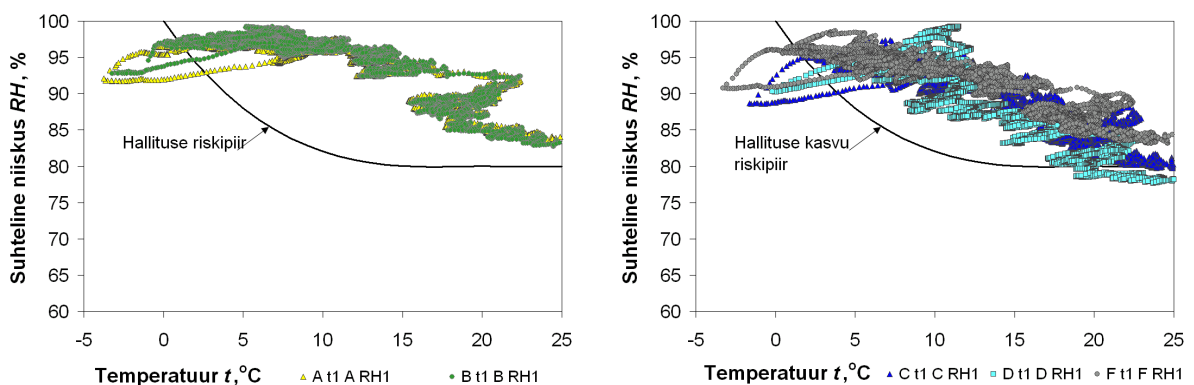 Suhteline niiskus RH, %
100
95
90
85
80
75
70
65
60
Hallituse riskipiir
-5 0 5 10 15 20 25
Temperatuur t,°C
A t1 A RH1
B t1 B RH1
Suhteline niiskus RH, %
100
95
90
85
80
75
70
65
60
Hallituse kasvu
riskipiir
-5 0 5 10 15 20 25
Temperatuur t,°C
C t1 C RH1
D t1 D RH1
F t1 F RH1